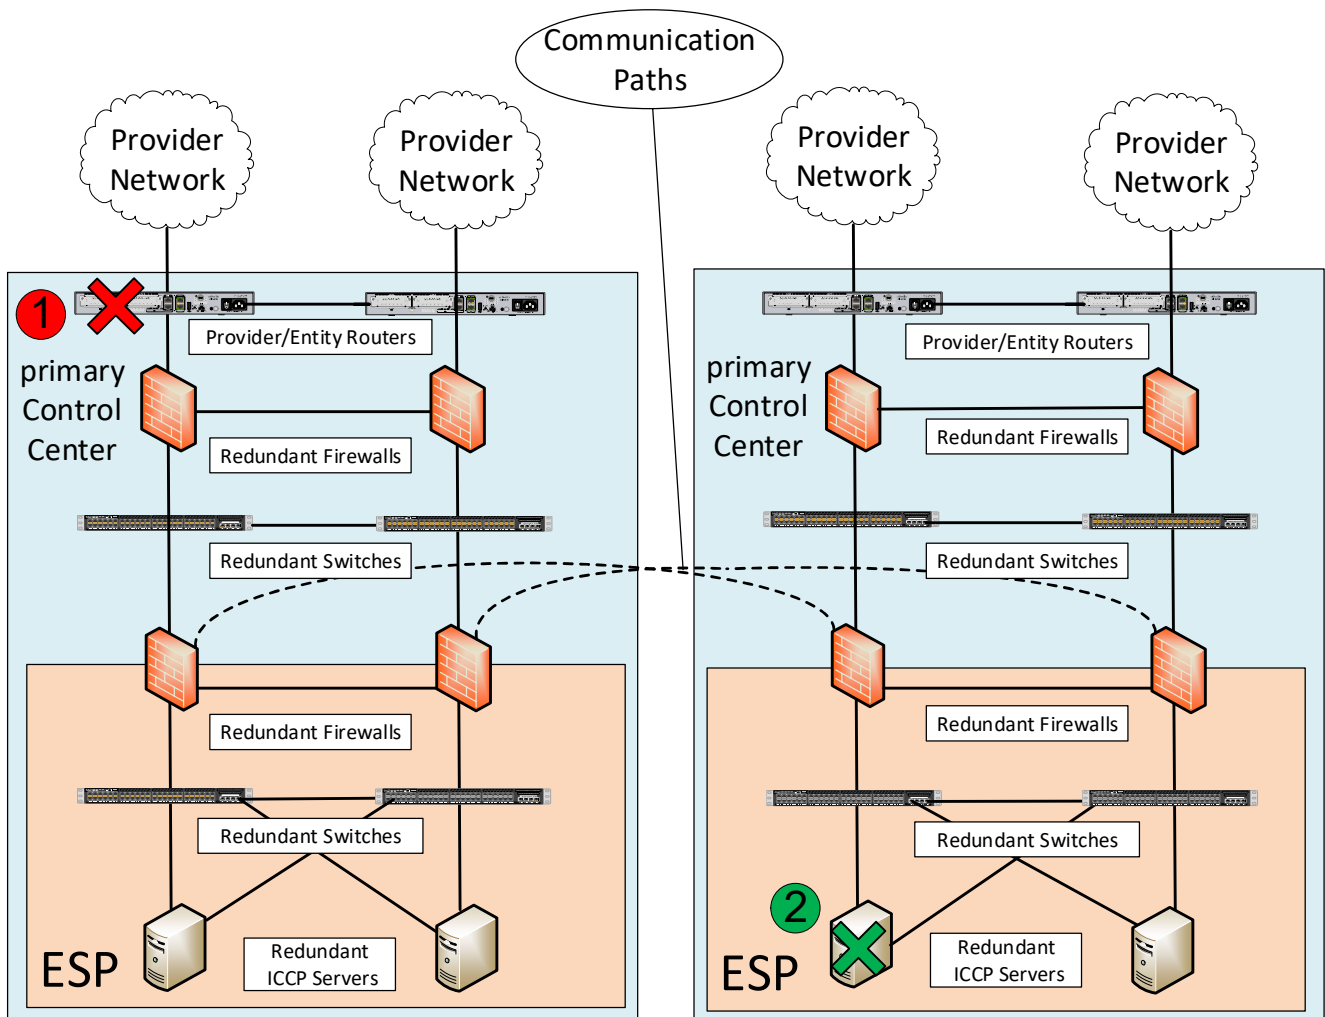 Communication
Paths
Provider
Network
Provider
Network
Provider
Network
Provider
Network
1
Provider/Entity Routers
primary
Control
Center
Redundant Firewalls
Redundant Switches
Redundant Firewalls
Redundant Switches
ESP
Redundant
ICCP Servers
Provider/Entity Routers
primary
Control
Center
Redundant Firewalls
Redundant Switches
Redundant Firewalls
Redundant Switches
2
ESP
Redundant
ICCP Servers